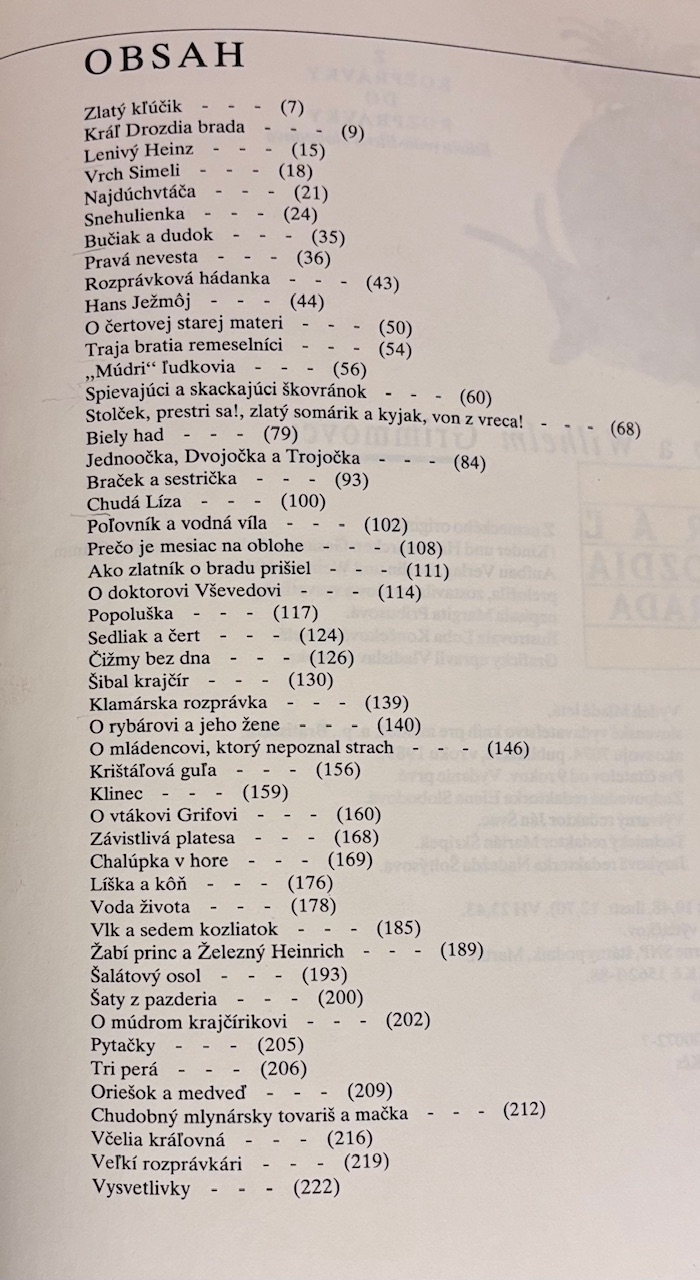 OBSAH
Zlatý kľúčik - - - (7)
Kráľ Drozdia brada - - - (9)
Lenivý Heinz - - - (15)
Vrch Simeli - - - (18)
Najdúchvtáča - - - (21)
Snehulienka - - - (24)
Bučiak a dudok - - - (35)
Pravá nevesta - - - (36)
Rozprávková hádanka - - - (43)
Hans Ježmôj - - - (44)
O čertovej starej materi - - - (50)
Traja bratia remeselníci - - - (54)
„Múdri“ ľudkovia - - - (56)
Spievajúci a skackajúci škovránok - - - (60)
Stolček, prestri sa!, zlatý somárik a kyjak, von z vreca! - - - (68)
Biely had - - - (79)
Jednoočka, Dvojočka a Trojočka - - - (84)
Braček a sestrička - - - (93)
Chudá Líza - - - (100)
Poľovník a vodná víla - - - (102)
Prečo je mesiac na oblohe - - - (108)
Ako zlatník o bradu prišiel - - - (111)
O doktorovi Vševedovi - - - (114)
Popoluška - - - (117)
Sedliak a čert - - - (124)
Čižmy bez dna - - - (126)
Šibal krajčír - - - (130)
Klamárska rozprávka - - - (139)
O rybárovi a jeho žene - - - (140)
O mládencovi, ktorý nepoznal strach - - - (146)
Krištáľová guľa - - - (156)
Klinec - - - (159)
O vtákovi Grifovi - - - (160)
Závistlivá platesa - - - (168)
Chalúpka v hore - - - (169)
Líška a kôň - - - (176)
Voda života - - - (178)
Vlk a sedem kozliatok - - - (185)
Žabí princ a Železný Heinrich - - - (189)
Šalátový osol - - - (193)
Šaty z pazderia - - - (200)
O múdrom krajčírikovi - - - (202)
Pytačky - - - (205)
Tri perá - - - (206)
Oriešok a medveď - - - (209)
Chudobný mlynársky tovariš a mačka - - - (212)
Včelia kráľovná - - - (216)
Veľkí rozprávkári - - - (219)
Vysvetlivky - - - (222)